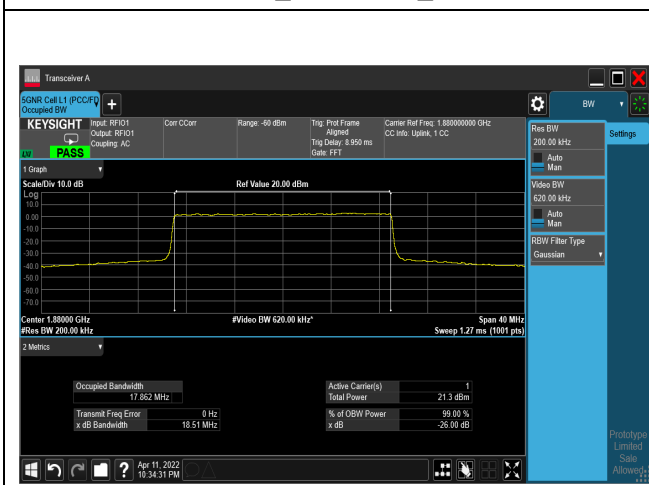 Transceiver A
5GNR Cell L1 (PCC/FD
Occupied BW
BW
KEYSIGHT
LXI
PASS
Input: RFIO1
Output: RFIO1
Coupling: AC
Corr CCorr
Range: -60 dBm
Trig: Prot Frame
Aligned
Trig Delay: 8.950 ms
Gate: FFT
Carrier Ref Freq: 1.880000000 GHz
CC Info: Uplink, 1 CC
Res BW
200.00 kHz
Auto
Man
Settings
Video BW
620.00 kHz
Auto
Man
RBW Filter Type
Gaussian
1 Graph
Scale/Div 10.0 dB
Ref Value 20.00 dBm
Log
10.0
0.00
-10.0
-20.0
-30.0
-40.0
-50.0
-60.0
-70.0
Center 1.88000 GHz
#Video BW 620.00 kHz*
Span 40 MHz
#Res BW 200.00 kHz
Sweep 1.27 ms (1001 pts)
2 Metrics
Occupied Bandwidth
17.862 MHz
Active Carrier(s) 1
Total Power 21.3 dBm
Transmit Freq Error 0 Hz
x dB Bandwidth 18.51 MHz
% of OBW Power 99.00 %
x dB -26.00 dB
Prototype
Limited
Sale
Allowed
Apr 11, 2022
10:34:31 PM